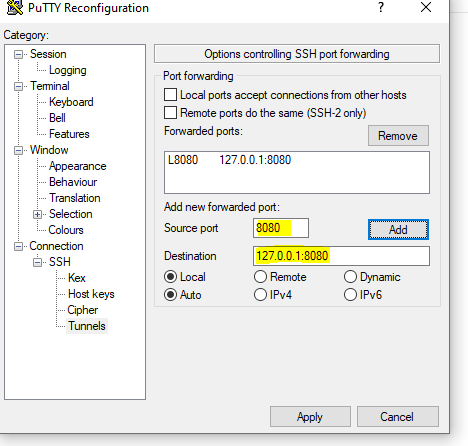 PuTTY Reconfiguration ? ×
Category:
Session
Logging
Terminal
Keyboard
Bell
Features
Window
Appearance
Behaviour
Translation
Selection
Colours
Connection
SSH
Kex
Host keys
Cipher
Tunnels
Options controlling SSH port forwarding
Port forwarding
Local ports accept connections from other hosts
Remote ports do the same (SSH-2 only)
Forwarded ports: Remove
L8080 127.0.0.1:8080
Add new forwarded port:
Source port 8080 Add
Destination 127.0.0.1:8080
Local Remote Dynamic
Auto IPv4 IPv6
Apply Cancel